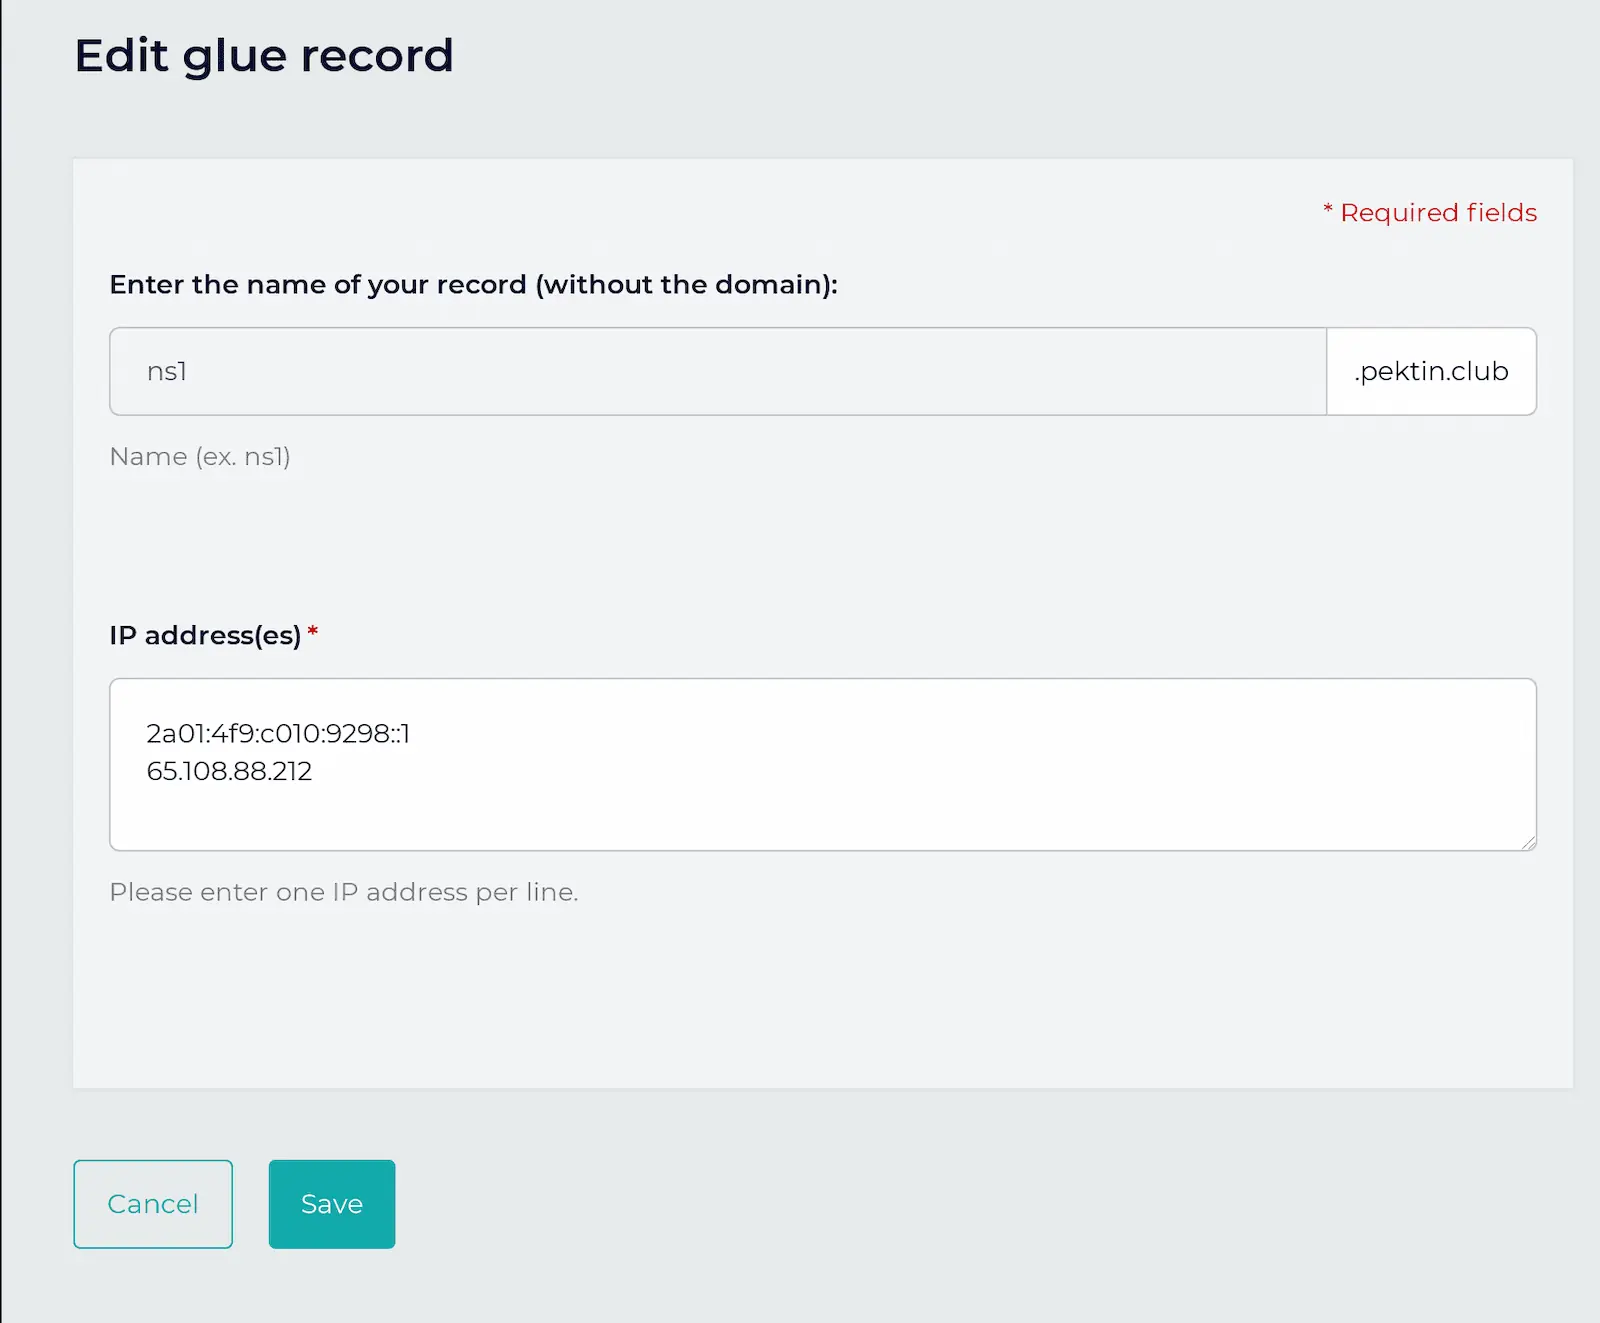 Edit glue record
* Required fields
Enter the name of your record (without the domain):
ns1
.pektin.club
Name (ex. ns1)
IP address(es) *
2a01:4f9:c010:9298::1
65.108.88.212
Please enter one IP address per line.
Cancel
Save